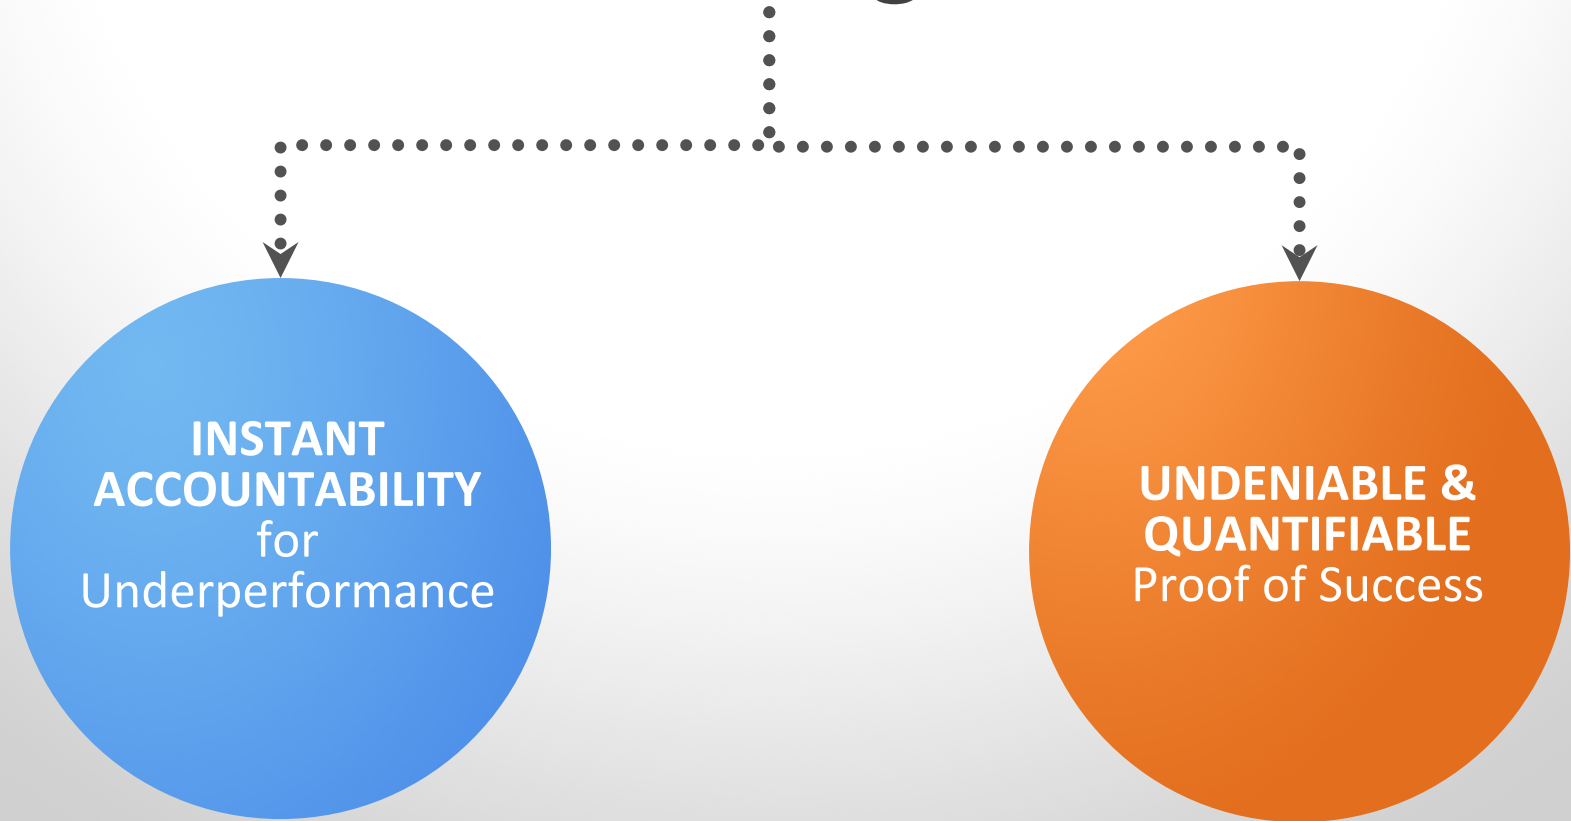 INSTANT
ACCOUNTABILITY
for
Underperformance
UNDENIABLE &
QUANTIFIABLE
Proof of Success